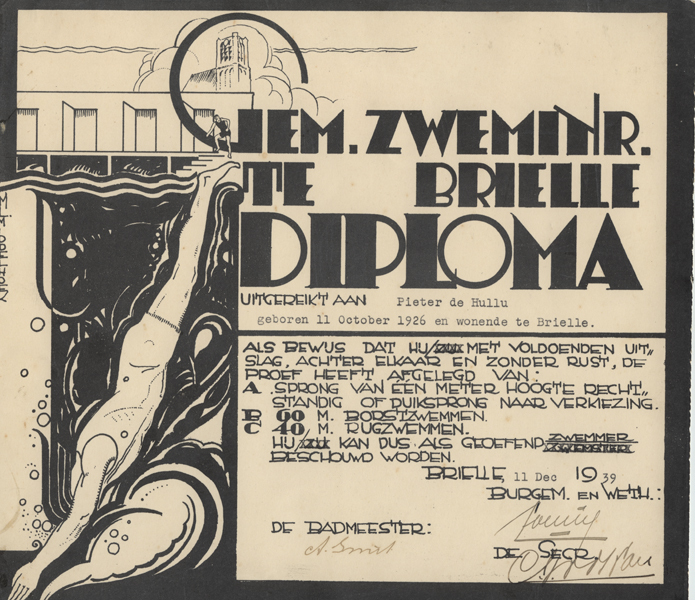 GEM. ZWEMINR.
TE BRIELLE
DIPLOMA
UITGEREIKT AAN Pieter de Hullu
geboren 11 October 1926 en wonende te Brielle.
ALS BEWIJS DAT HIJ/ZIJ MET VOLDOENDEN UIT-
SLAG, ACHTER ELKAAR EN ZONDER RUST, DE
PROEF HEEFT AFGELEGD VAN:
A SPRONG VAN ÉÉN METER HOOGTE RECHT-
STANDIG OF DUIKSPRONG NAAR VERKIEZING.
B 60 M. BORSTZWEMMEN.
C 40 M. RUGZWEMMEN.
HIJ/ZIJ KAN DUS ALS GEOEFEND ZWEMMER
ZWEMSTER
BESCHOUWD WORDEN.
BRIELLE, 11 Dec 1939
BURGEM. EN WETH.:
DE BADMEESTER:
DE SECR.